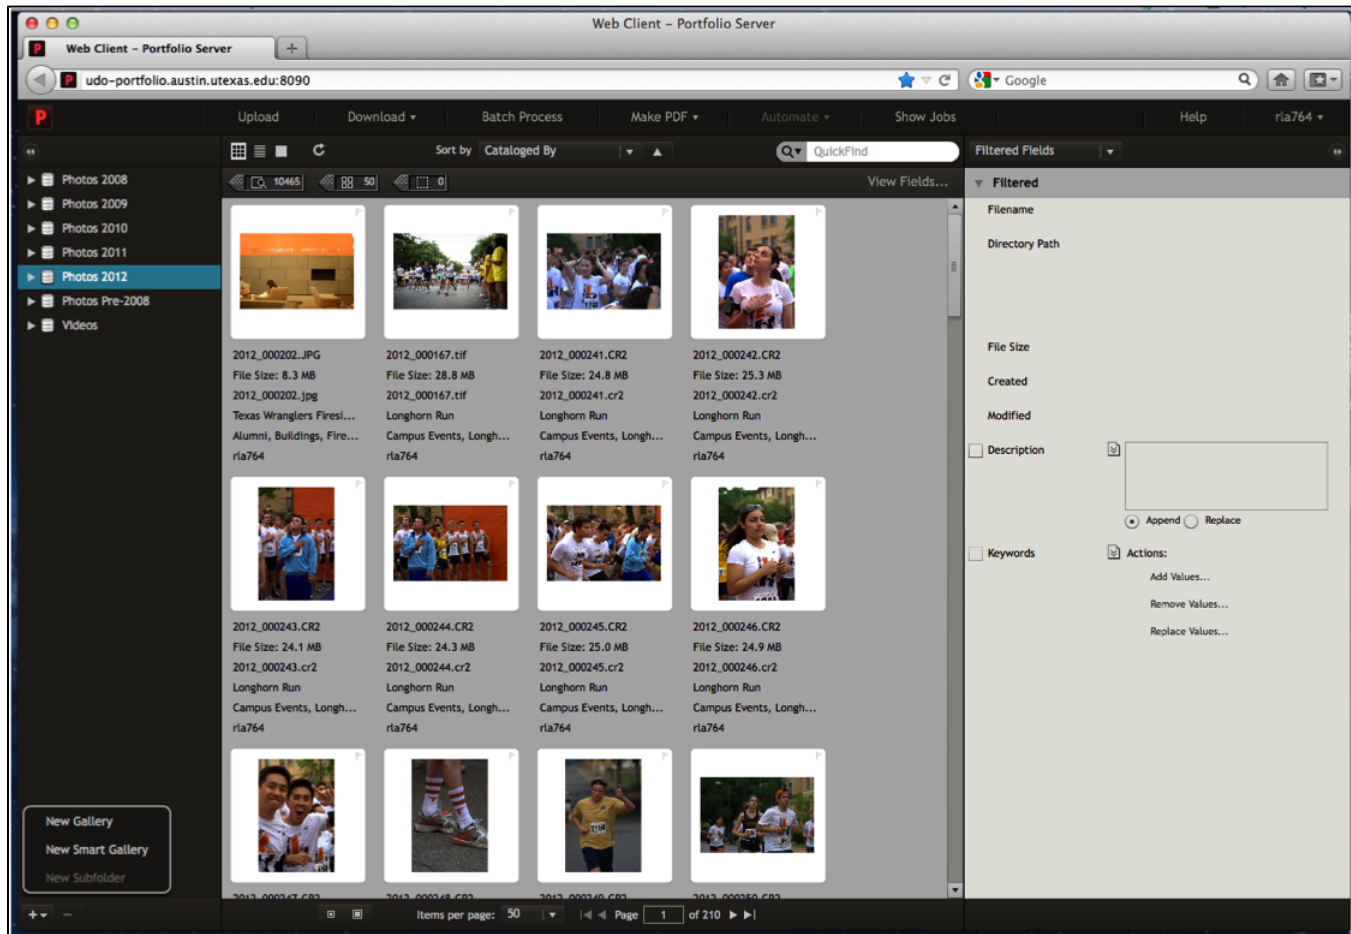 Web Client – Portfolio Server
Web Client – Portfolio Server
udo-portfolio.austin.utexas.edu:8090
Google
P
Upload
Download
Batch Process
Make PDF
Automate
Show Jobs
Help
rla764
Sort by
Cataloged By
QuickFind
Filtered Fields
10465
50
0
View Fields...
Photos 2008
Photos 2009
Photos 2010
Photos 2011
Photos 2012
Photos Pre-2008
Videos
2012_000202.JPG
File Size: 8.3 MB
2012_000202.jpg
Texas Wranglers Firesi...
Alumni, Buildings, Fire...
rla764
2012_000167.tif
File Size: 28.8 MB
2012_000167.tif
Longhorn Run
Campus Events, Longh...
rla764
2012_000241.CR2
File Size: 24.8 MB
2012_000241.cr2
Longhorn Run
Campus Events, Longh...
rla764
2012_000242.CR2
File Size: 25.3 MB
2012_000242.cr2
Longhorn Run
Campus Events, Longh...
rla764
2012_000243.CR2
File Size: 24.1 MB
2012_000243.cr2
Longhorn Run
Campus Events, Longh...
rla764
2012_000244.CR2
File Size: 24.3 MB
2012_000244.cr2
Longhorn Run
Campus Events, Longh...
rla764
2012_000245.CR2
File Size: 25.0 MB
2012_000245.cr2
Longhorn Run
Campus Events, Longh...
rla764
2012_000246.CR2
File Size: 24.9 MB
2012_000246.cr2
Longhorn Run
Campus Events, Longh...
rla764
2012_000247.CR2
2012_000248.CR2
2012_000249.CR2
2012_000250.CR2
Filtered
Filename
Directory Path
File Size
Created
Modified
Description
Append
Replace
Keywords
Actions:
Add Values...
Remove Values...
Replace Values...
New Gallery
New Smart Gallery
New Subfolder
Items per page: 50
Page 1 of 210